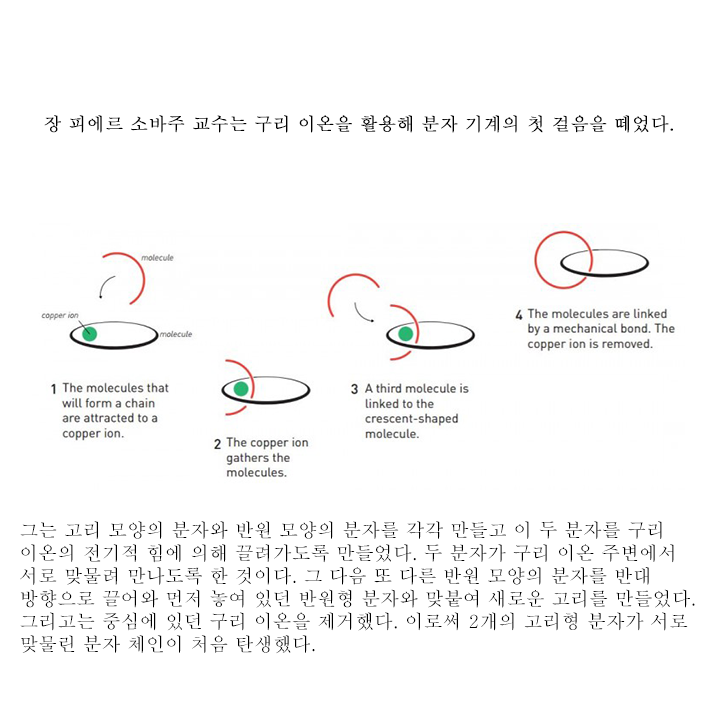 장 피에르 소바주 교수는 구리 이온을 활용해 분자 기계의 첫 걸음을 떼었다.
molecule
copper ion
molecule
1 The molecules that
will form a chain
are attracted to a
copper ion.
2 The copper ion
gathers the
molecules.
3 A third molecule is
linked to the
crescent-shaped
molecule.
4 The molecules are linked
by a mechanical bond. The
copper ion is removed.
그는 고리 모양의 분자와 반원 모양의 분자를 각각 만들고 이 두 분자를 구리
이온의 전기적 힘에 의해 끌려가도록 만들었다. 두 분자가 구리 이온 주변에서
서로 맞물려 만나도록 한 것이다. 그 다음 또 다른 반원 모양의 분자를 반대
방향으로 끌어와 먼저 놓여 있던 반원형 분자와 맞붙여 새로운 고리를 만들었다.
그리고는 중심에 있던 구리 이온을 제거했다. 이로써 2개의 고리형 분자가 서로
맞물린 분자 체인이 처음 탄생했다.